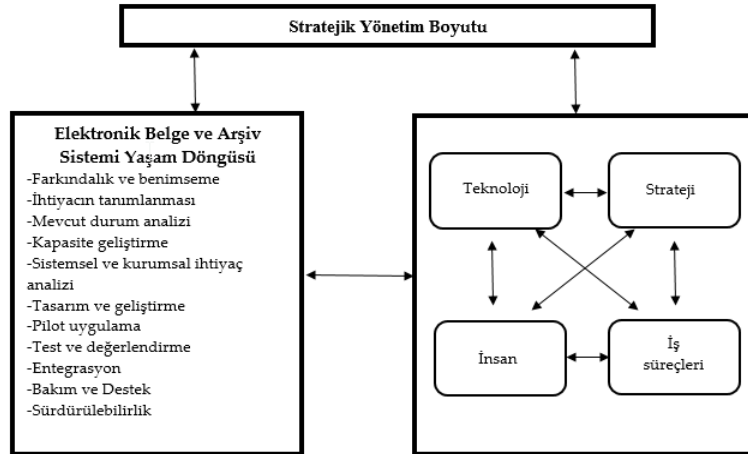 Stratejik Yönetim Boyutu
Elektronik Belge ve Arşiv
Sistemi Yaşam Döngüsü
-Farkındalık ve benimseme
-İhtiyacın tanımlanması
-Mevcut durum analizi
-Kapasite geliştirme
-Sistemsel ve kurumsal ihtiyaç
analizi
-Tasarım ve geliştirme
-Pilot uygulama
-Test ve değerlendirme
-Entegrasyon
-Bakım ve Destek
-Sürdürülebilirlik
Teknoloji
Strateji
İnsan
İş
süreçleri